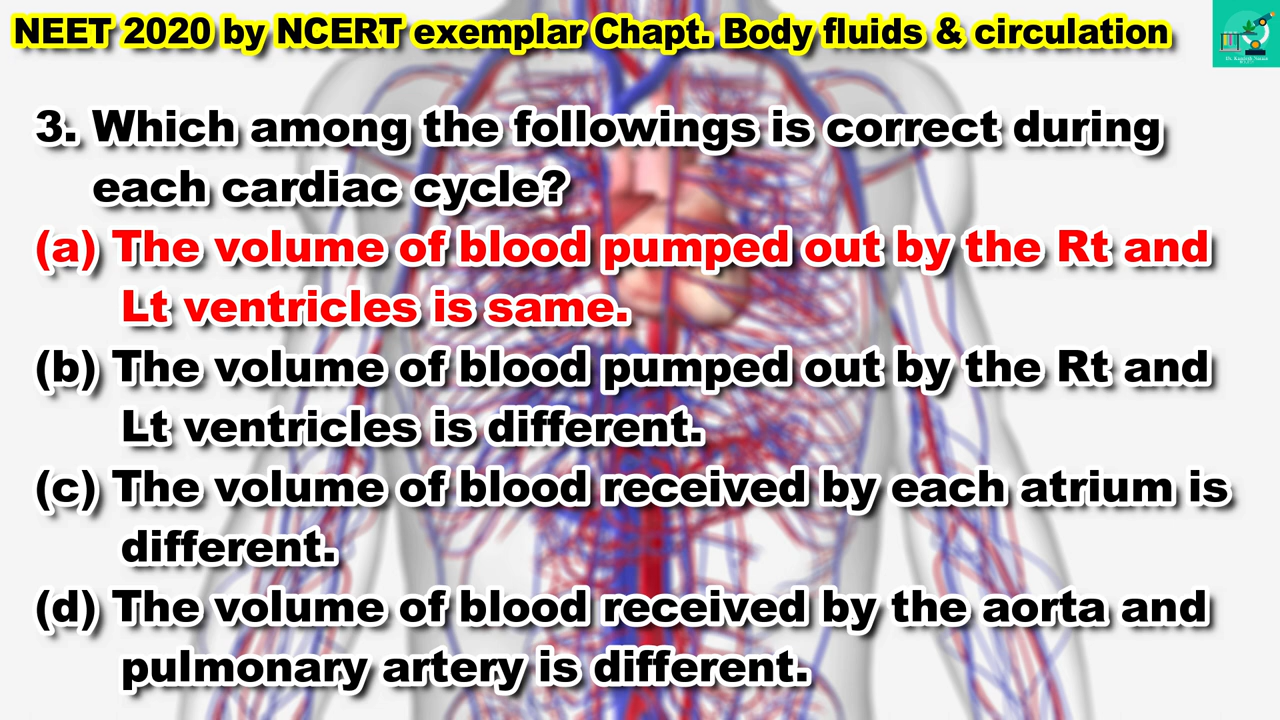 NEET 2020 by NCERT exemplar Chapt. Body fluids & circulation
3. Which among the followings is correct during
each cardiac cycle?
(a) The volume of blood pumped out by the Rt and
Lt ventricles is same.
(b) The volume of blood pumped out by the Rt and
Lt ventricles is different.
(c) The volume of blood received by each atrium is
different.
(d) The volume of blood received by the aorta and
pulmonary artery is different.